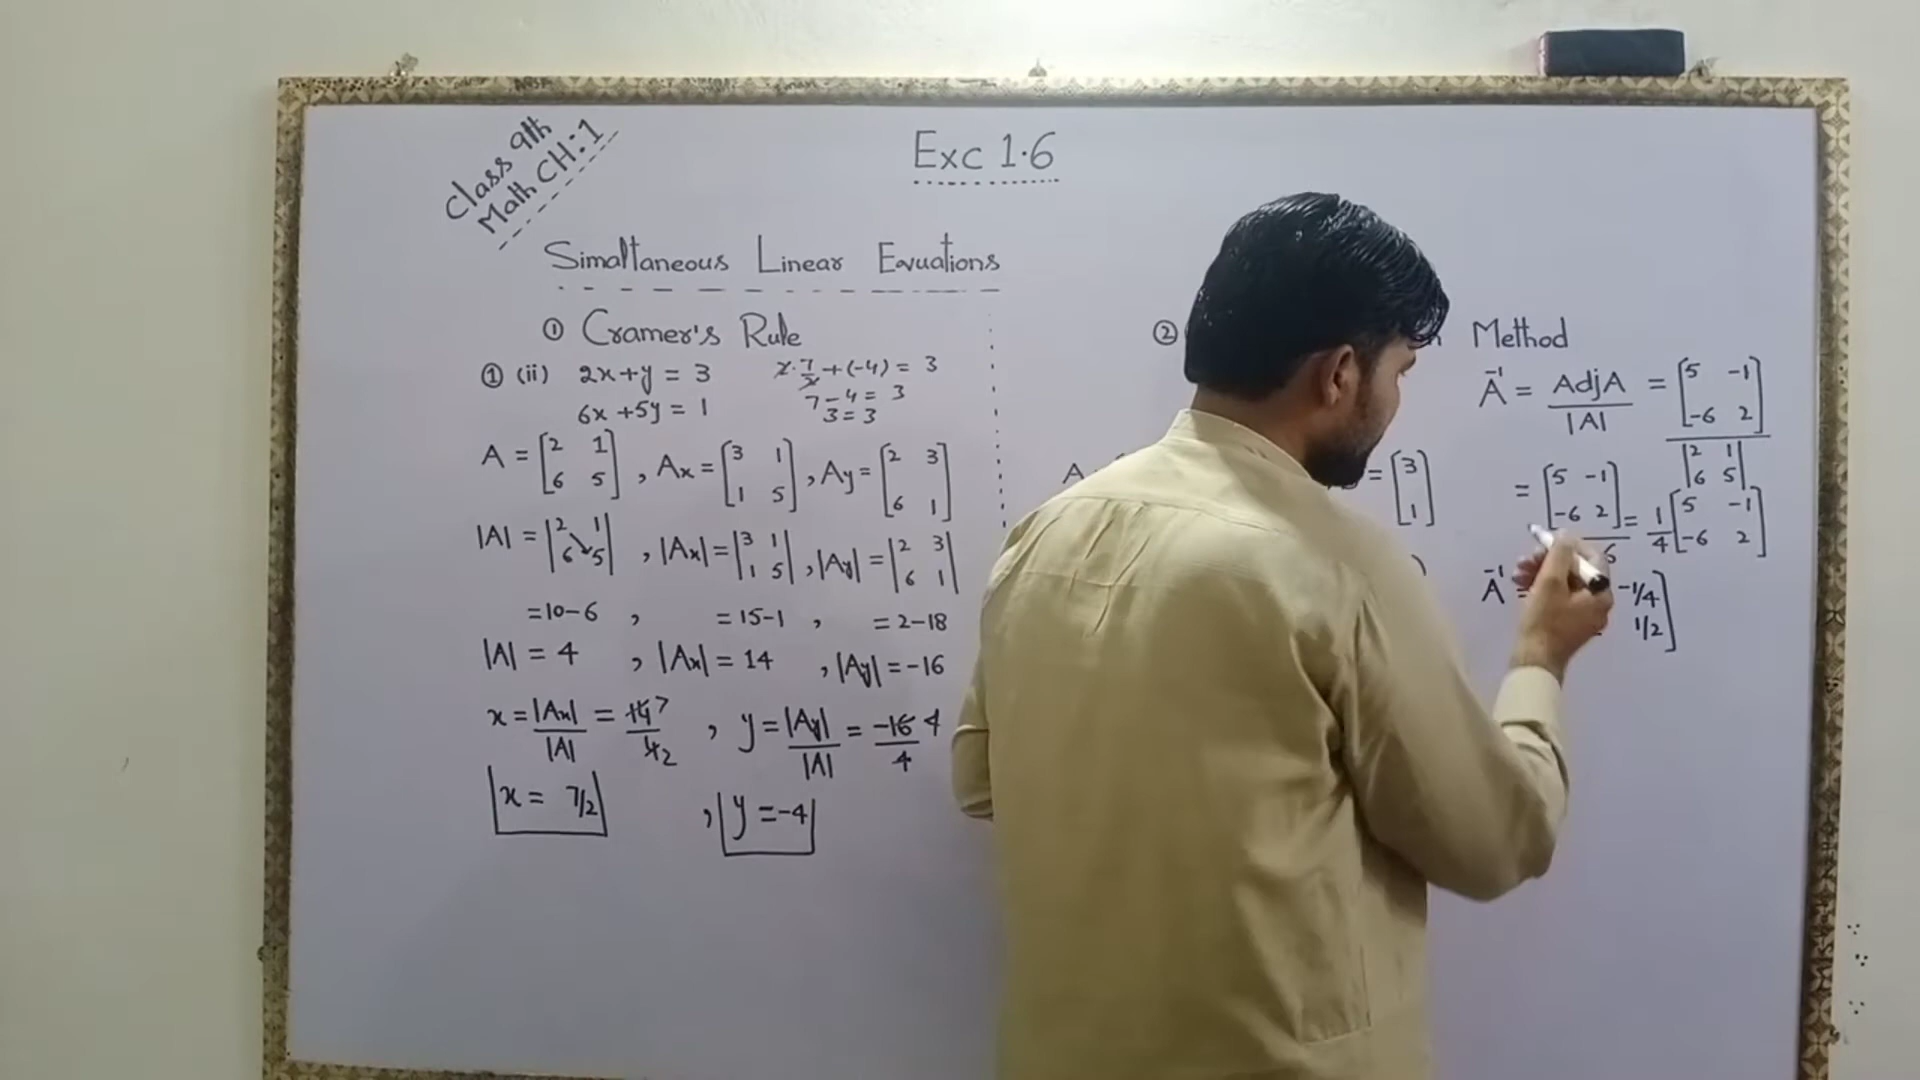 Class 9th
Math CH:1
Exc 1.6
Simaltaneous Linear Equations
① Cramer's Rule
① (ii) 2x+y = 3
6x+5y = 1
2·7/2+(-4) = 3
7-4 = 3
3=3
A = [2 1 6 5], Ax = [3 1 1 5], Ay = [2 3 6 1]
|A| = |2 1 6 5|, |Ax| = |3 1 1 5|, |Ay| = |2 3 6 1|
=10-6, =15-1, =2-18
|A| = 4, |Ax| = 14, |Ay| = -16
x = |Ax|/|A| = 14/4 7/2, y = |Ay|/|A| = -16/4 4
x = 7/2, y = -4
② Method
A
= [3 1]
A⁻¹ = AdjA/|A| = [5 -1 -6 2]/|2 1 6 5|
= [5 -1 -6 2]/6 = 1/4 [5 -1 -6 2]
A⁻¹ = -1/4 1/2]